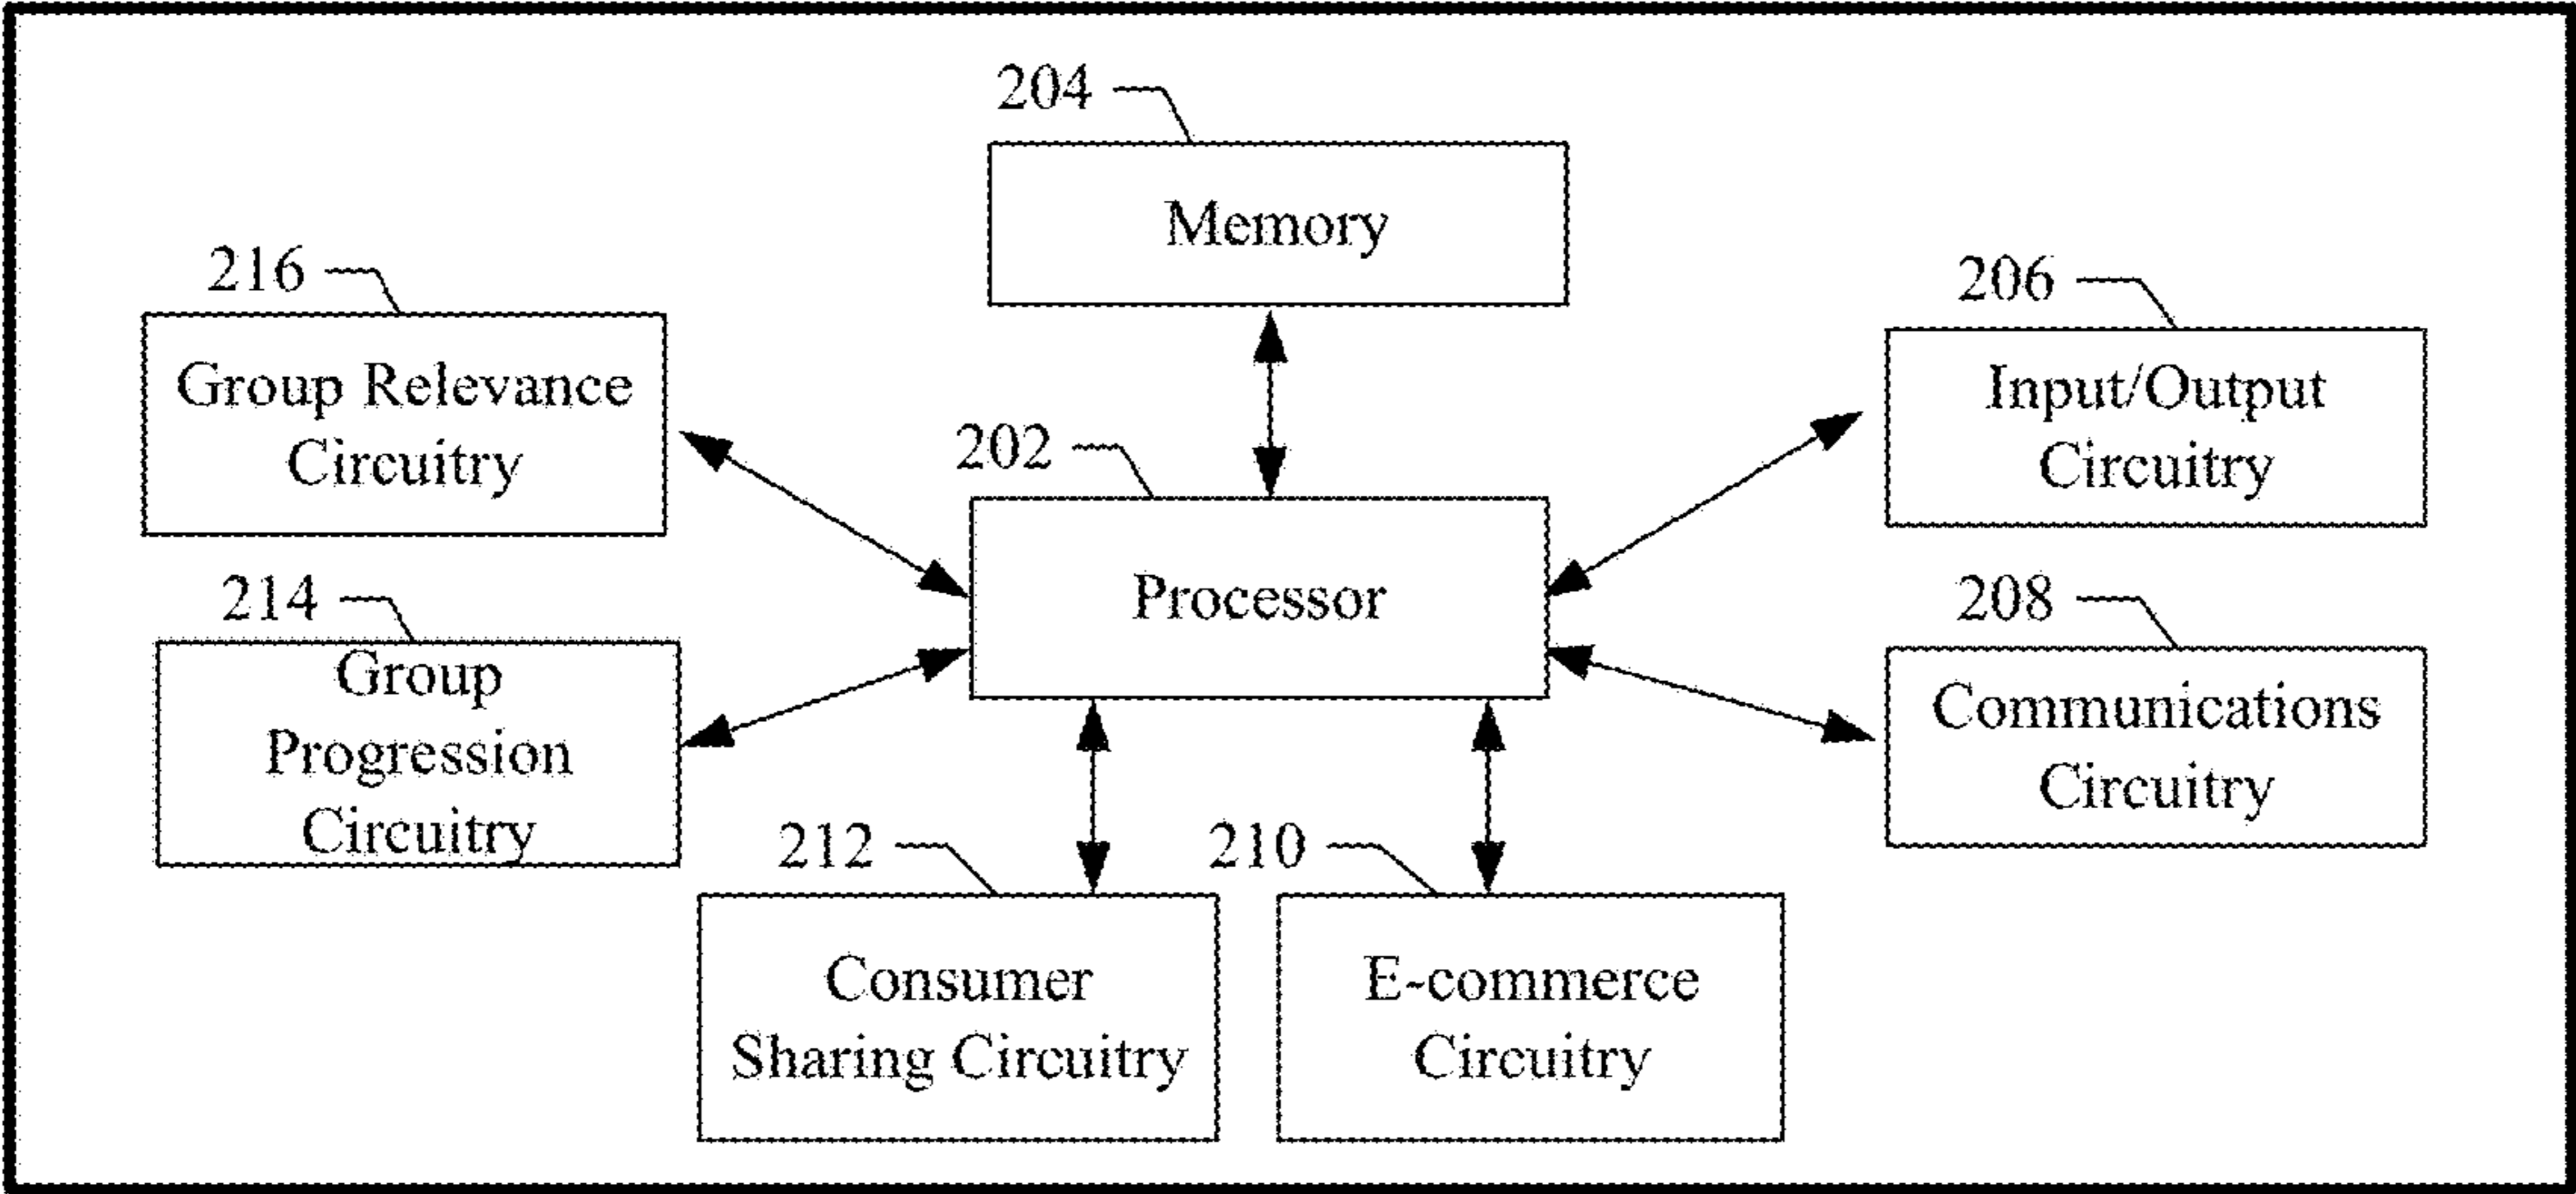 204
Memory
216
Group Relevance
Circuitry
206
Input/Output
Circuitry
202
Processor
214
Group
Progression
Circuitry
208
Communications
Circuitry
212
Consumer
Sharing Circuitry
210
E-commerce
Circuitry